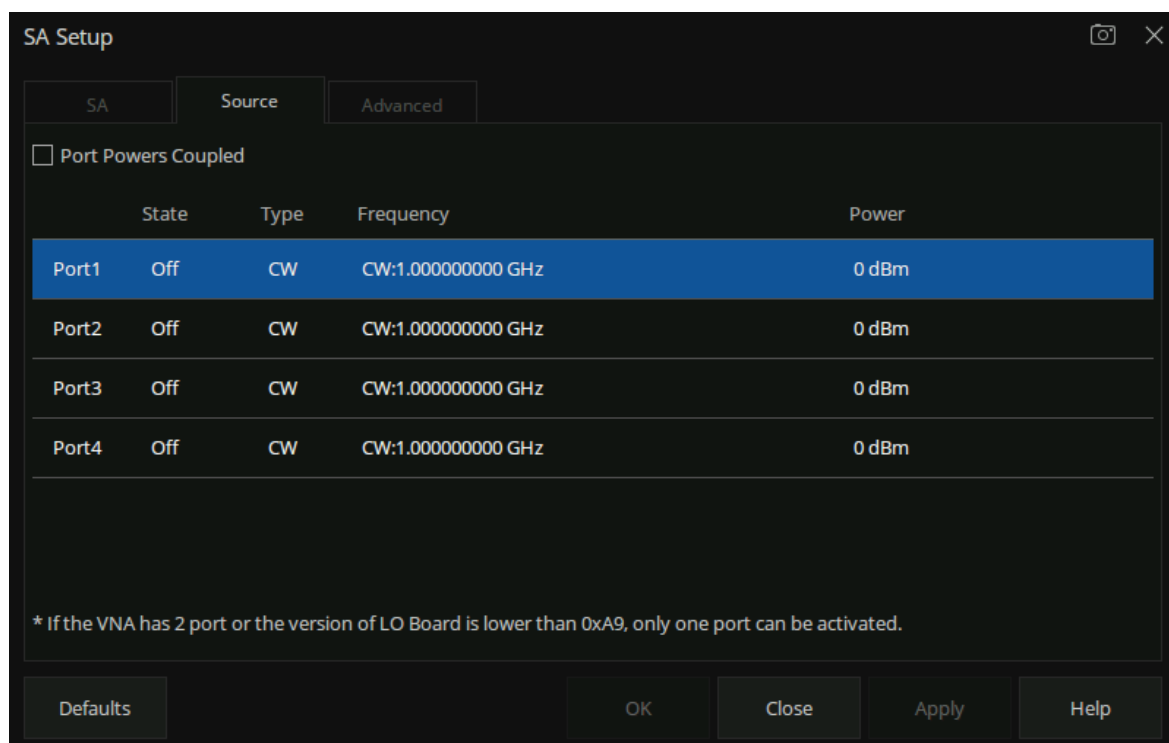 SA Setup
SA Source Advanced
Port Powers Coupled
State Type Frequency Power
Port1 Off CW CW:1.000000000 GHz 0 dBm
Port2 Off CW CW:1.000000000 GHz 0 dBm
Port3 Off CW CW:1.000000000 GHz 0 dBm
Port4 Off CW CW:1.000000000 GHz 0 dBm
* If the VNA has 2 port or the version of LO Board is lower than 0xA9, only one port can be activated.
Defaults OK Close Apply Help